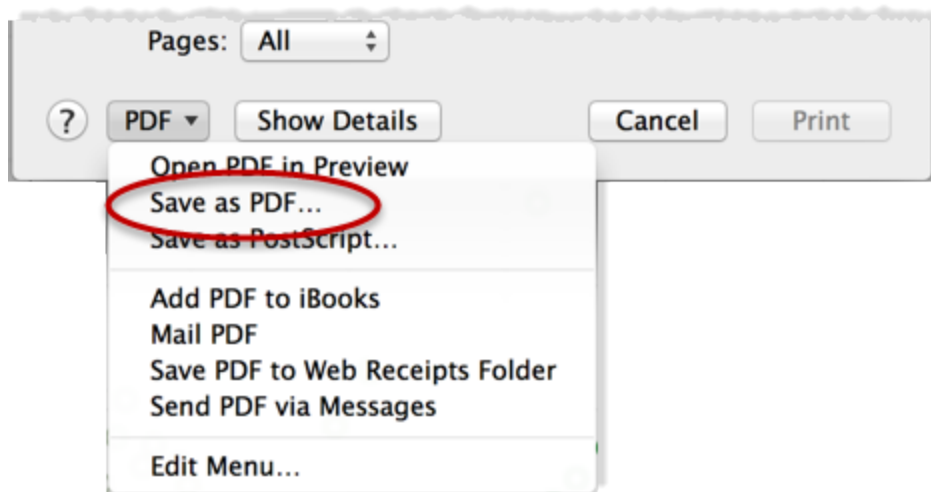 Pages: All
? PDF Show Details Cancel Print
Open PDF in Preview
Save as PDF...
Save as PostScript...
Add PDF to iBooks
Mail PDF
Save PDF to Web Receipts Folder
Send PDF via Messages
Edit Menu...